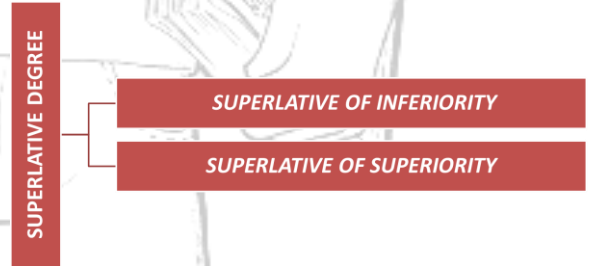 SUPERLATIVE DEGREE
SUPERLATIVE OF INFERIORITY
SUPERLATIVE OF SUPERIORITY